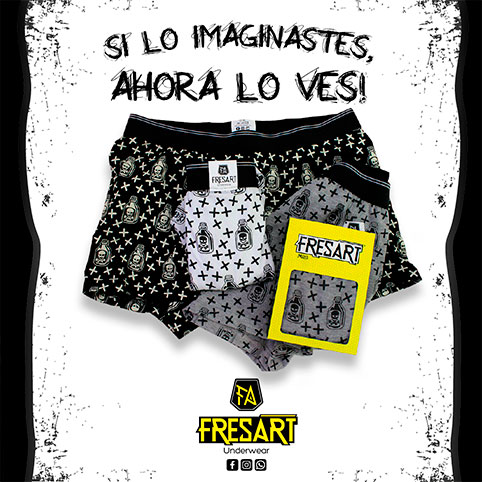 SI LO IMAGINASTES,
AHORA LO VES!
FRESART
FRESART
FA
FRESART
Underwear